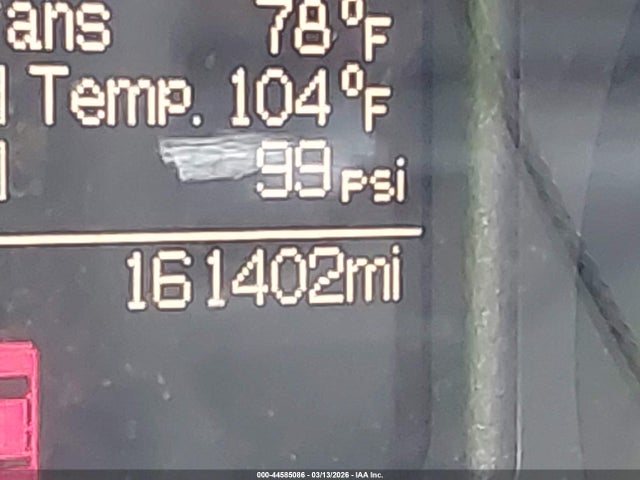 ans 78°F
Temp. 104°F
99 psi
161402mi
000-44585086 - 03/13/2026 - IAA Inc.